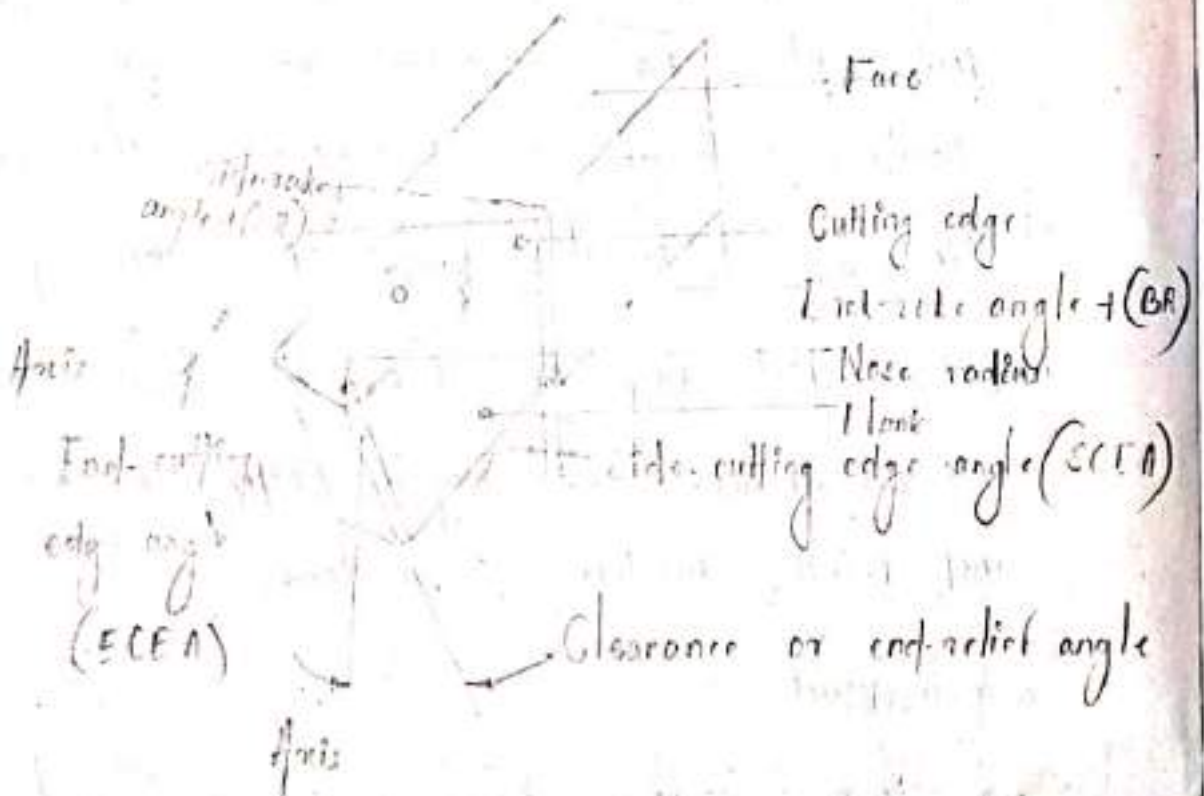 Face
angle +(
Cutting edge
angle + (BR)
Axis
Nose radius
Flank
End-cutting
cutting edge angle (SCEA)
edge angle
(ECEA)
Clearance or end-relief angle
Axis